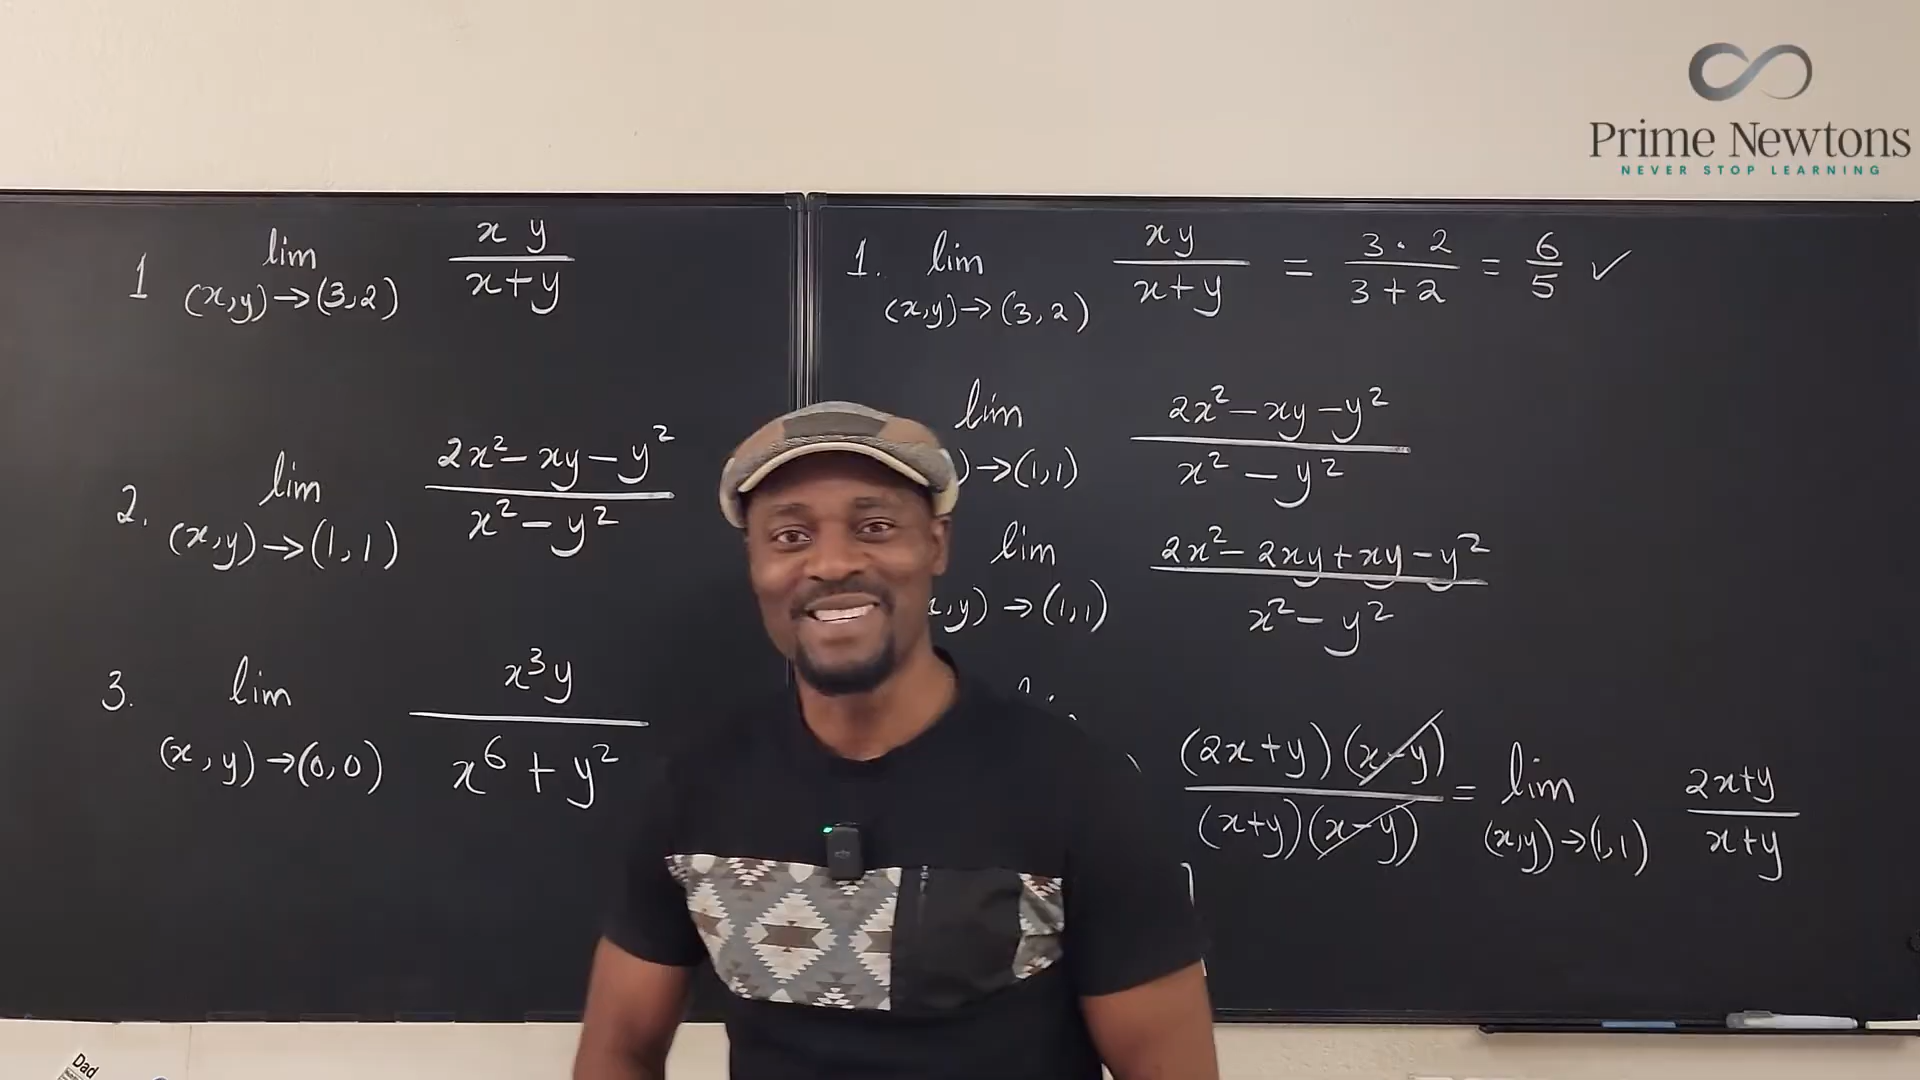 Prime Newtons
NEVER STOP LEARNING
1 lim xy/(x+y)
(x,y)→(3,2)
2. lim (2x²-xy-y²)/(x²-y²)
(x,y)→(1,1)
3. lim x³y/(x⁶+y²)
(x,y)→(0,0)
1. lim xy/(x+y) = (3·2)/(3+2) = 6/5 ✓
(x,y)→(3,2)
lim (2x²-xy-y²)/(x²-y²)
)→(1,1)
lim (2x²-2xy+xy-y²)/(x²-y²)
,y)→(1,1)
(2x+y)(x-y)/(x+y)(x-y) = lim (2x+y)/(x+y)
(x,y)→(1,1)
Dad